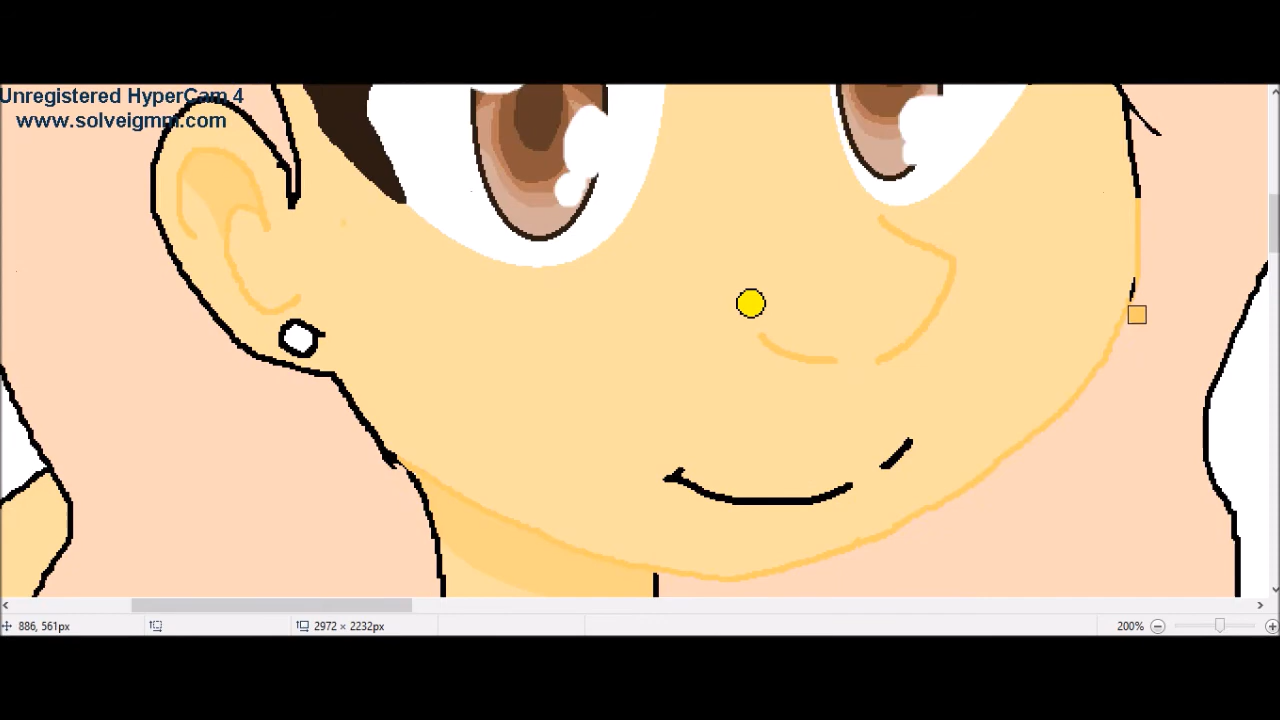 Unregistered HyperCam 4
www.solveigmm.com
886, 561px
2972 × 2232px
200%